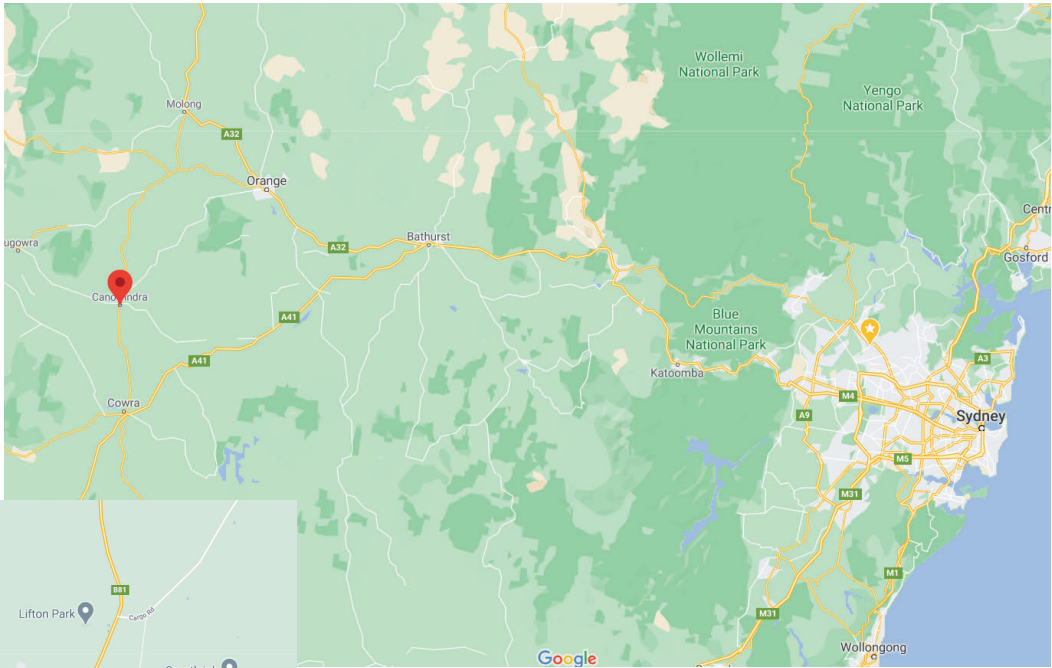 Wollemi
National Park
Yengo
National Park
Molong
A32
Orange
Centr
ugowra
Bathurst
A32
Gosford
A41
Blue
Mountains
National Park
A3
A41
Katoomba
M4
Cowra
A9
Sydney
M5
M31
M1
B81
Lifton Park
Cargo Rd
M31
Wollongong
Google